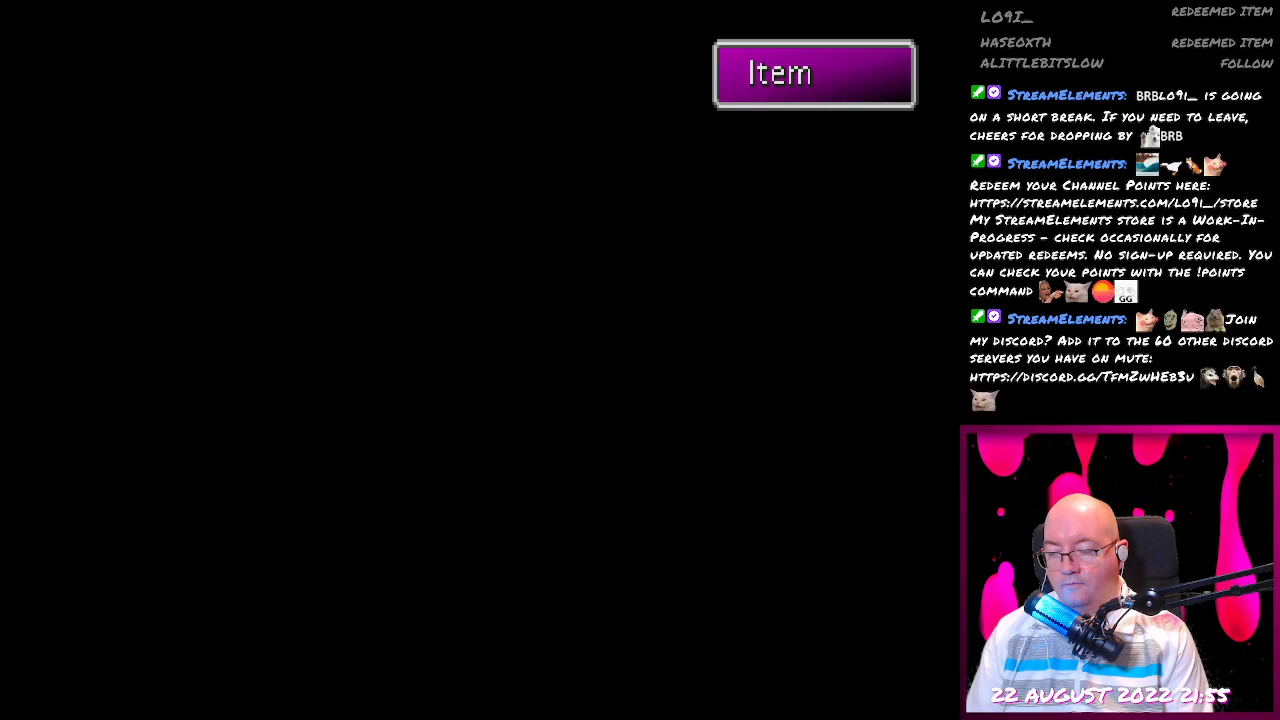 Item
LO9I_ REDEEMED ITEM
HASEOXTH REDEEMED ITEM
ALITTLEBITSLOW FOLLOW
StreamElements: BRBLO9I_ IS GOING
ON A SHORT BREAK. IF YOU NEED TO LEAVE,
CHEERS FOR DROPPING BY BRB
StreamElements:
Redeem your Channel Points here:
https://streamelements.com/lo9i_/store
My StreamElements store is a Work-In-
Progress - check occasionally for
updated redeems. No sign-up required. You
can check your points with the !points
command GG
StreamElements: Join
my discord? Add it to the 60 other discord
servers you have on mute:
https://discord.gg/TfmZwHEb3u
22 AUGUST 2022 21:55